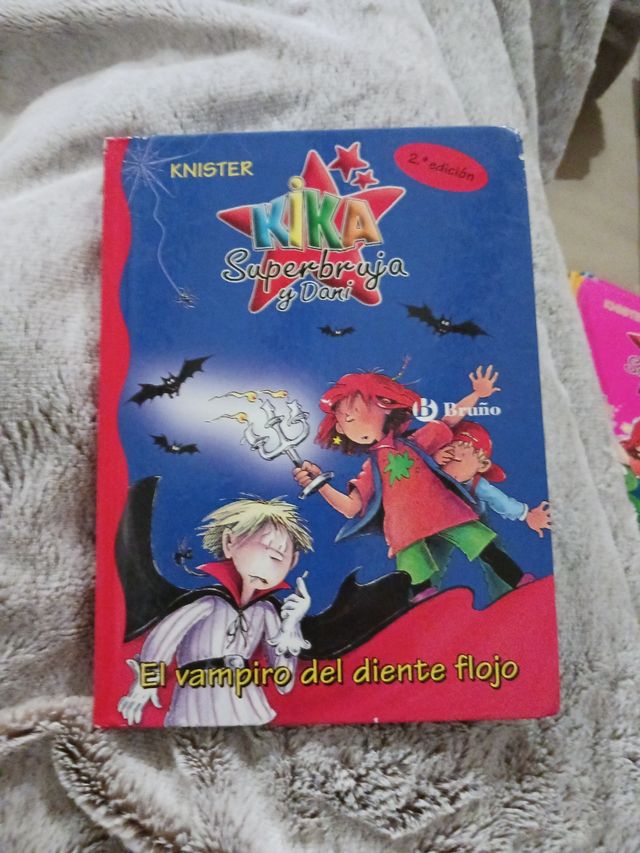 KNISTER
2.ª edición
KIKA
Superbruja
y Dani
B Bruño
El vampiro del diente flojo